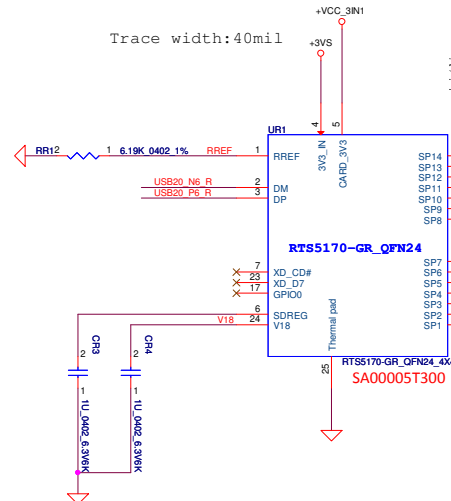 +VCC_3IN1
Trace width:40mil
+3VS
4
5
UR1
3V3_IN
CARD_3V3
RR1 2
1
6.19K_0402_1%
RREF
1
RREF
SP14
SP13
SP12
USB20_N6_R
2
DM
SP11
USB20_P6_R
3
DP
SP10
SP9
SP8
RTS5170-GR_QFN24
SP7
7
XD_CD#
SP6
23
XD_D7
SP5
17
GPIO0
SP4
SP3
6
SDREG
SP2
V18
24
V18
SP1
Thermal pad
CR3
CR4
2
2
25
RTS5170-GR_QFN24_4X
SA00005T300
1
1
1U_0402_6.3V6K
1U_0402_6.3V6K